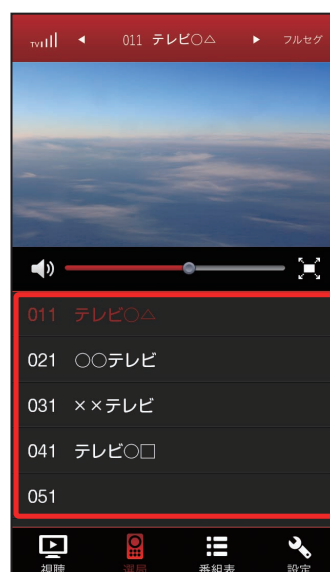 TV 011 テレビ○△ フルセグ
011 テレビ○△
021 ○○テレビ
031 ××テレビ
041 テレビ○□
051
視聴 選局 番組表 設定